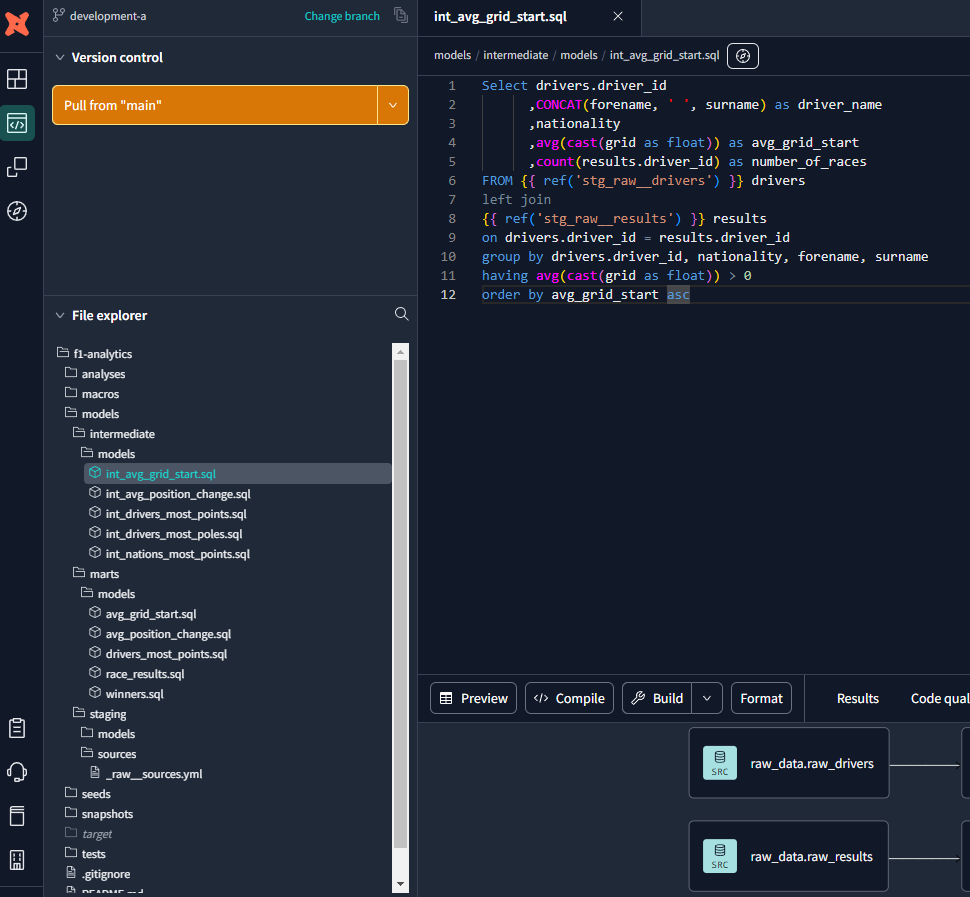 development-a
Change branch
Version control
Pull from "main"
File explorer
f1-analytics
analyses
macros
models
intermediate
models
int_avg_grid_start.sql
int_avg_position_change.sql
int_drivers_most_points.sql
int_drivers_most_poles.sql
int_nations_most_points.sql
marts
models
avg_grid_start.sql
avg_position_change.sql
drivers_most_points.sql
race_results.sql
winners.sql
staging
models
sources
_raw__sources.yml
seeds
snapshots
target
tests
.gitignore
README.md
int_avg_grid_start.sql
models / intermediate / models / int_avg_grid_start.sql
1 Select drivers.driver_id
2 ,CONCAT(forename, ' ', surname) as driver_name
3 ,nationality
4 ,avg(cast(grid as float)) as avg_grid_start
5 ,count(results.driver_id) as number_of_races
6 FROM {{ ref('stg_raw__drivers') }} drivers
7 left join
8 {{ ref('stg_raw__results') }} results
9 on drivers.driver_id = results.driver_id
10 group by drivers.driver_id, nationality, forename, surname
11 having avg(cast(grid as float)) > 0
12 order by avg_grid_start asc
Preview
</> Compile
Build
Format
Results
Code qual
SRC
raw_data.raw_drivers
SRC
raw_data.raw_results